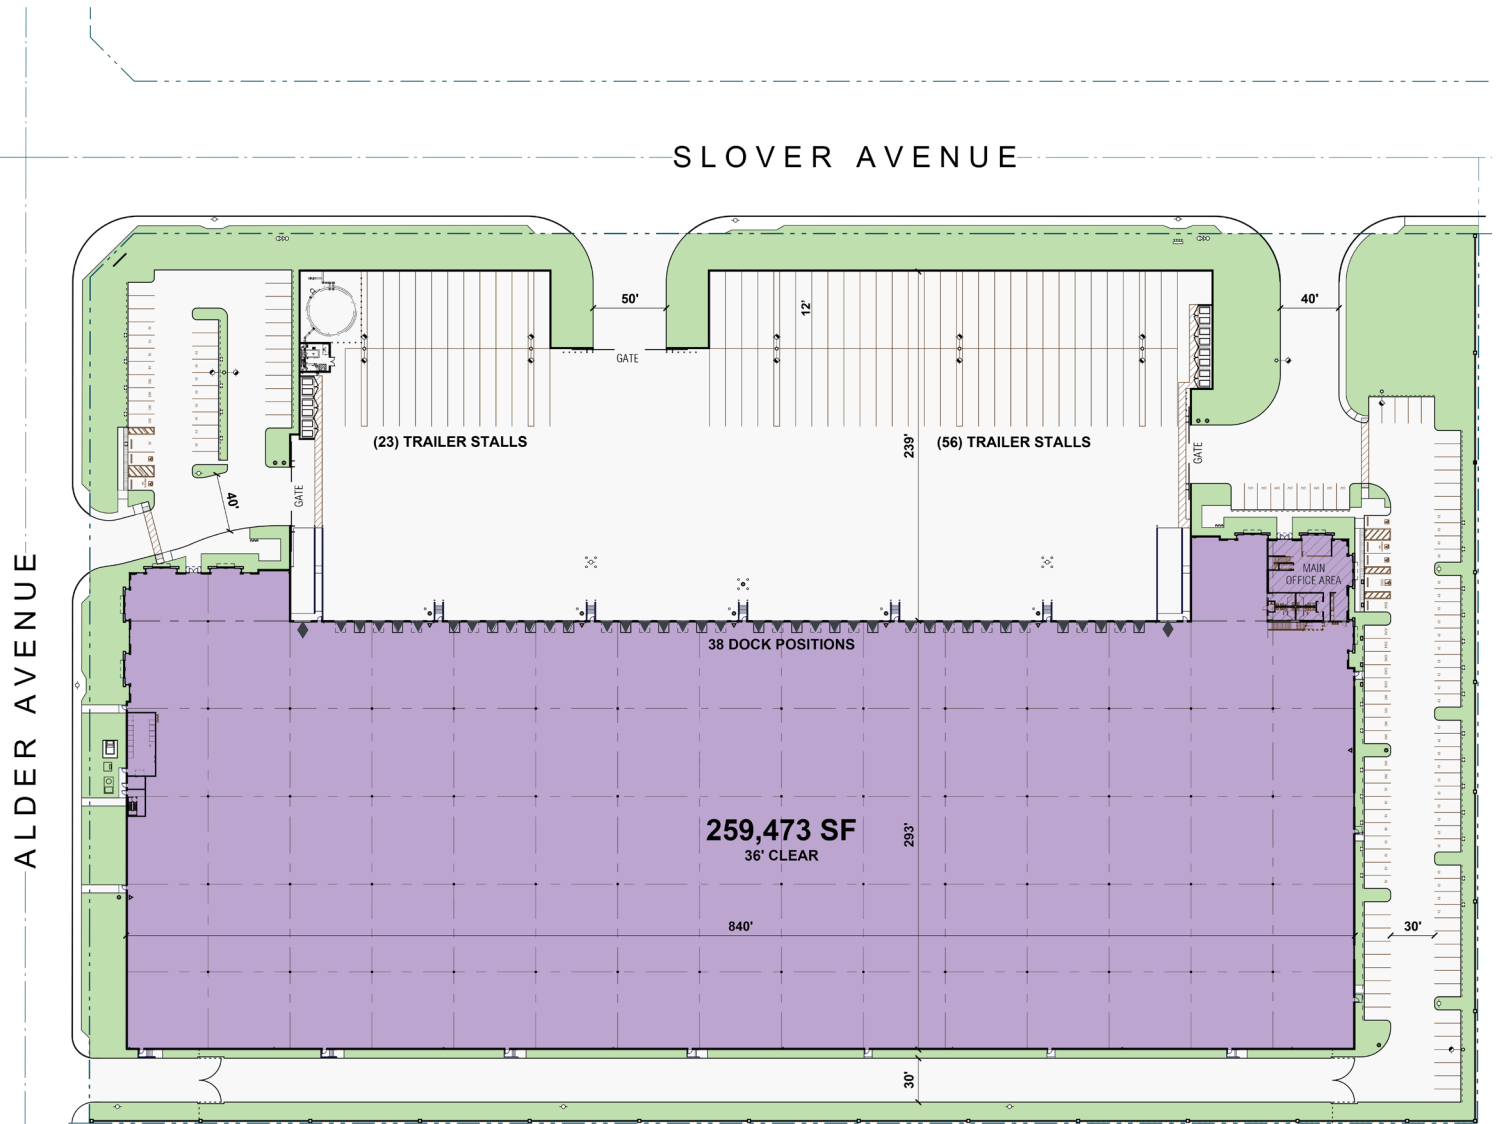 SLOVER AVENUE
50'
12'
40'
GATE
(23) TRAILER STALLS
239'
(56) TRAILER STALLS
GATE
GATE
40'
MAIN
OFFICE AREA
38 DOCK POSITIONS
ALDER AVENUE
259,473 SF
36' CLEAR
293'
840'
30'
30'